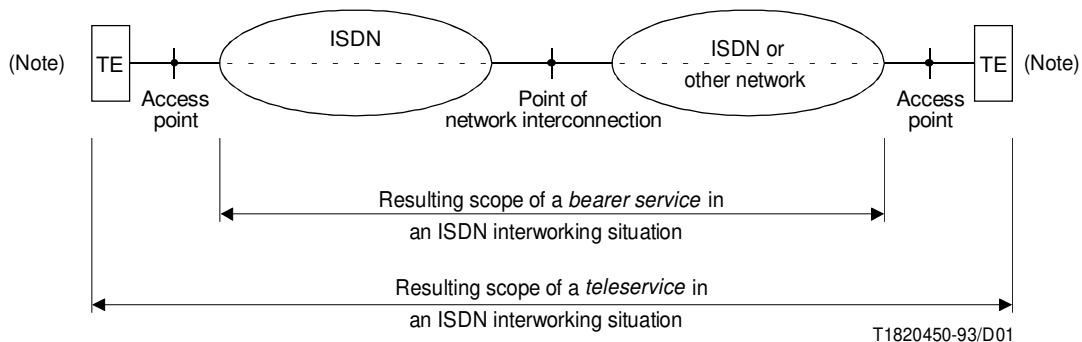 (Note)
TE
ISDN
ISDN or
other network
TE
(Note)
Access
point
Point of
network interconnection
Access
point
Resulting scope of a bearer service in
an ISDN interworking situation
Resulting scope of a teleservice in
an ISDN interworking situation
T1820450-93/D01